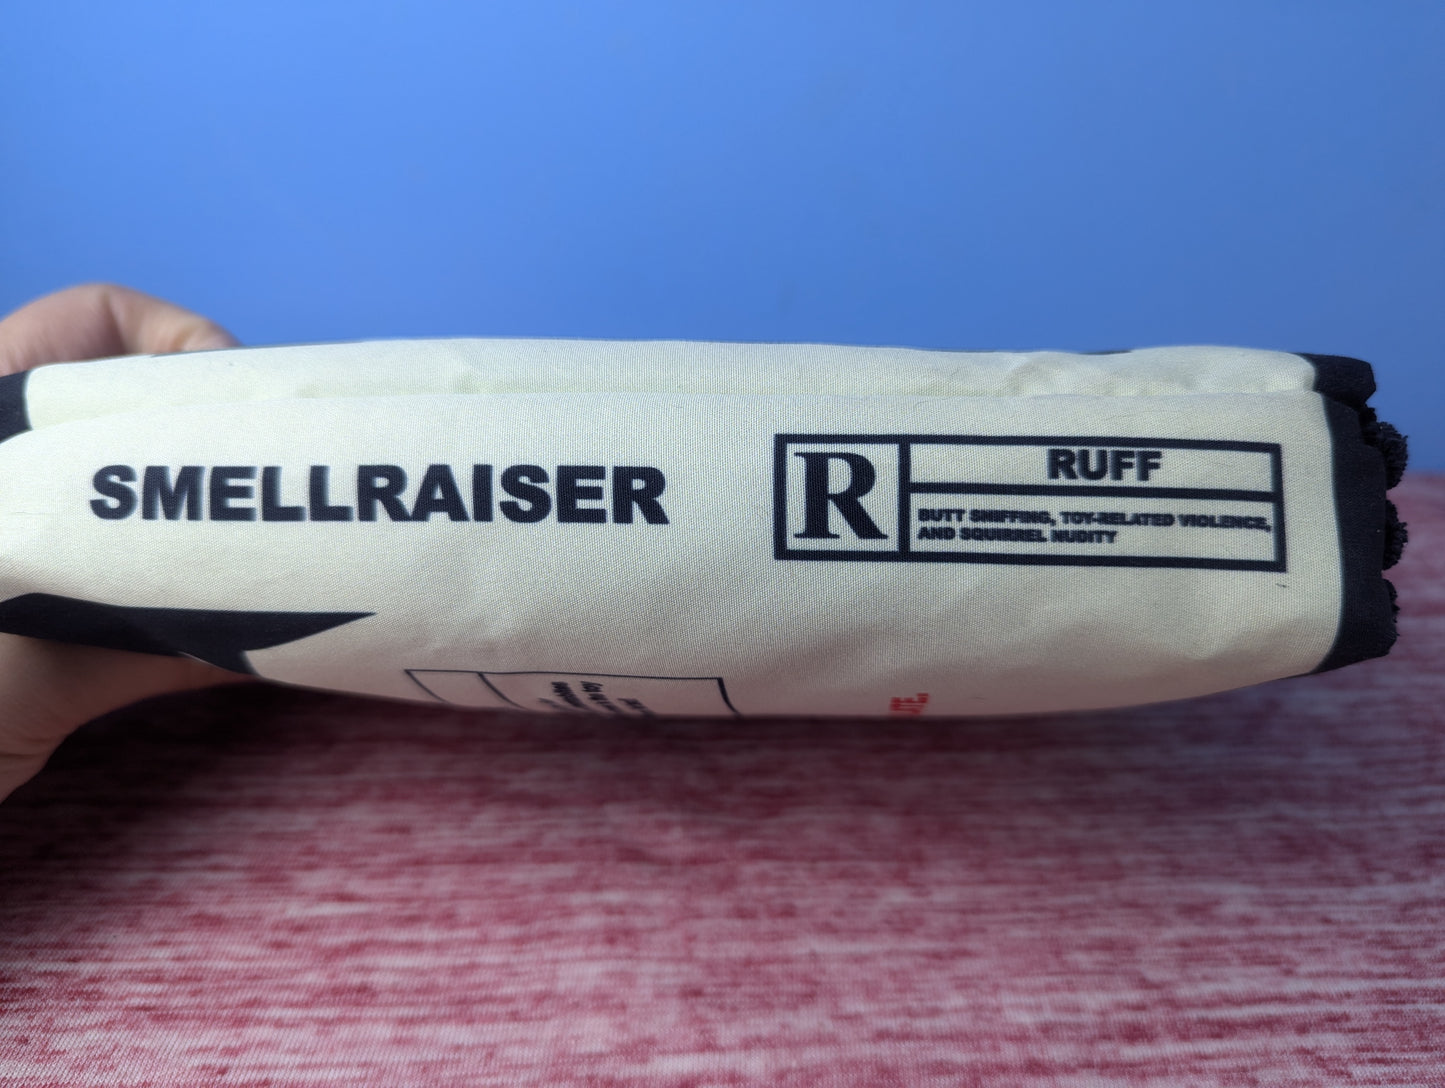 SMELLRAISER
R
RUFF
BUTT SNIFFING, TOY-RELATED VIOLENCE,
AND SQUIRREL NUDITY